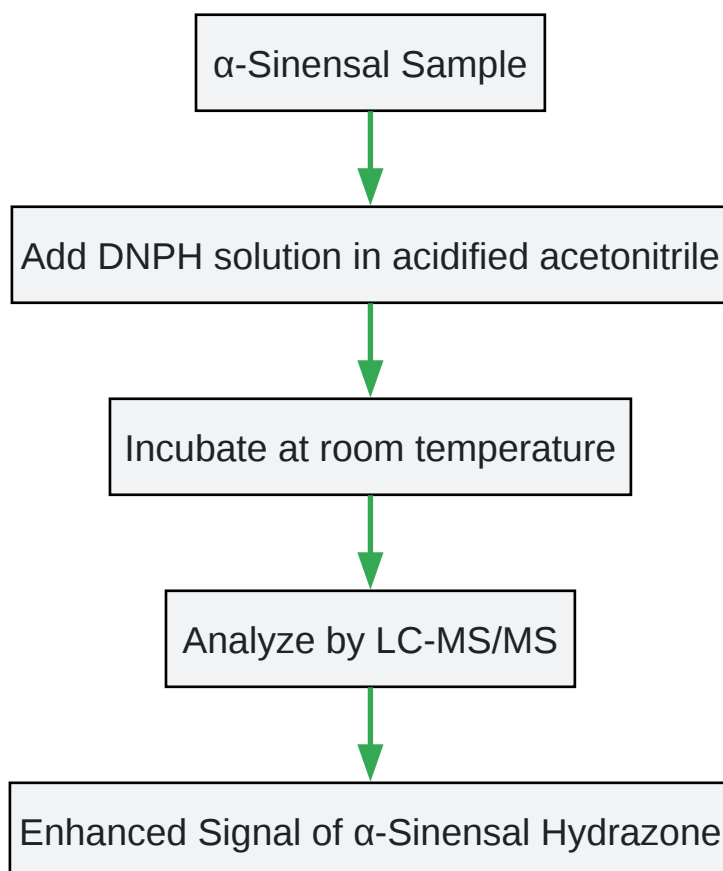 α-Sinensal Sample
Add DNPH solution in acidified acetonitrile
Incubate at room temperature
Analyze by LC-MS/MS
Enhanced Signal of α-Sinensal Hydrazone